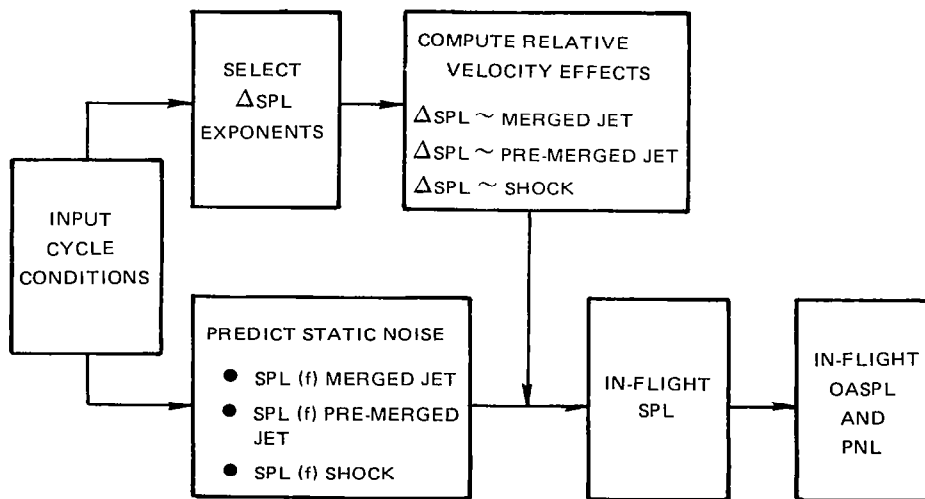 SELECT
ΔSPL
EXPONENTS
COMPUTE RELATIVE
VELOCITY EFFECTS
ΔSPL ~ MERGED JET
ΔSPL ~ PRE-MERGED JET
ΔSPL ~ SHOCK
INPUT
CYCLE
CONDITIONS
PREDICT STATIC NOISE
● SPL (f) MERGED JET
● SPL (f) PRE-MERGED
JET
● SPL (f) SHOCK
IN-FLIGHT
SPL
IN-FLIGHT
OASPL
AND
PNL